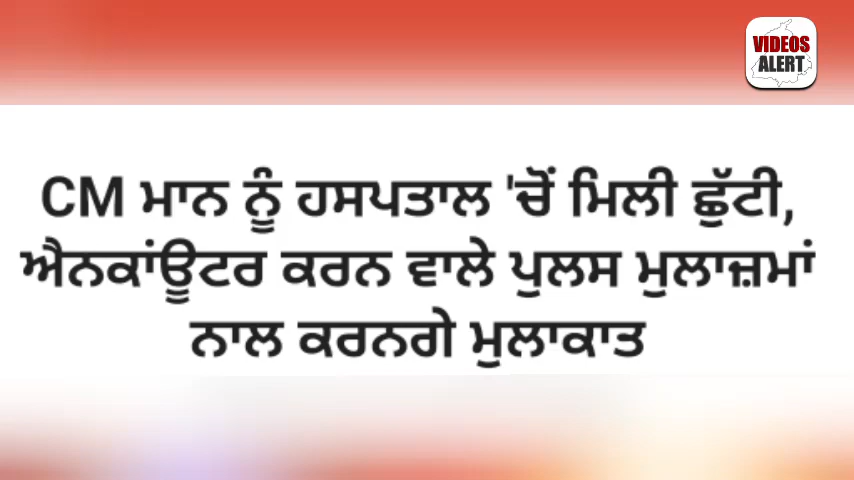 VIDEOS
ALERT
CM ਮਾਨ ਨੂੰ ਹਸਪਤਾਲ 'ਚੋਂ ਮਿਲੀ ਛੁੱਟੀ,
ਐਨਕਾਂਊਟਰ ਕਰਨ ਵਾਲੇ ਪੁਲਸ ਮੁਲਾਜ਼ਮਾਂ
ਨਾਲ ਕਰਨਗੇ ਮੁਲਾਕਾਤ